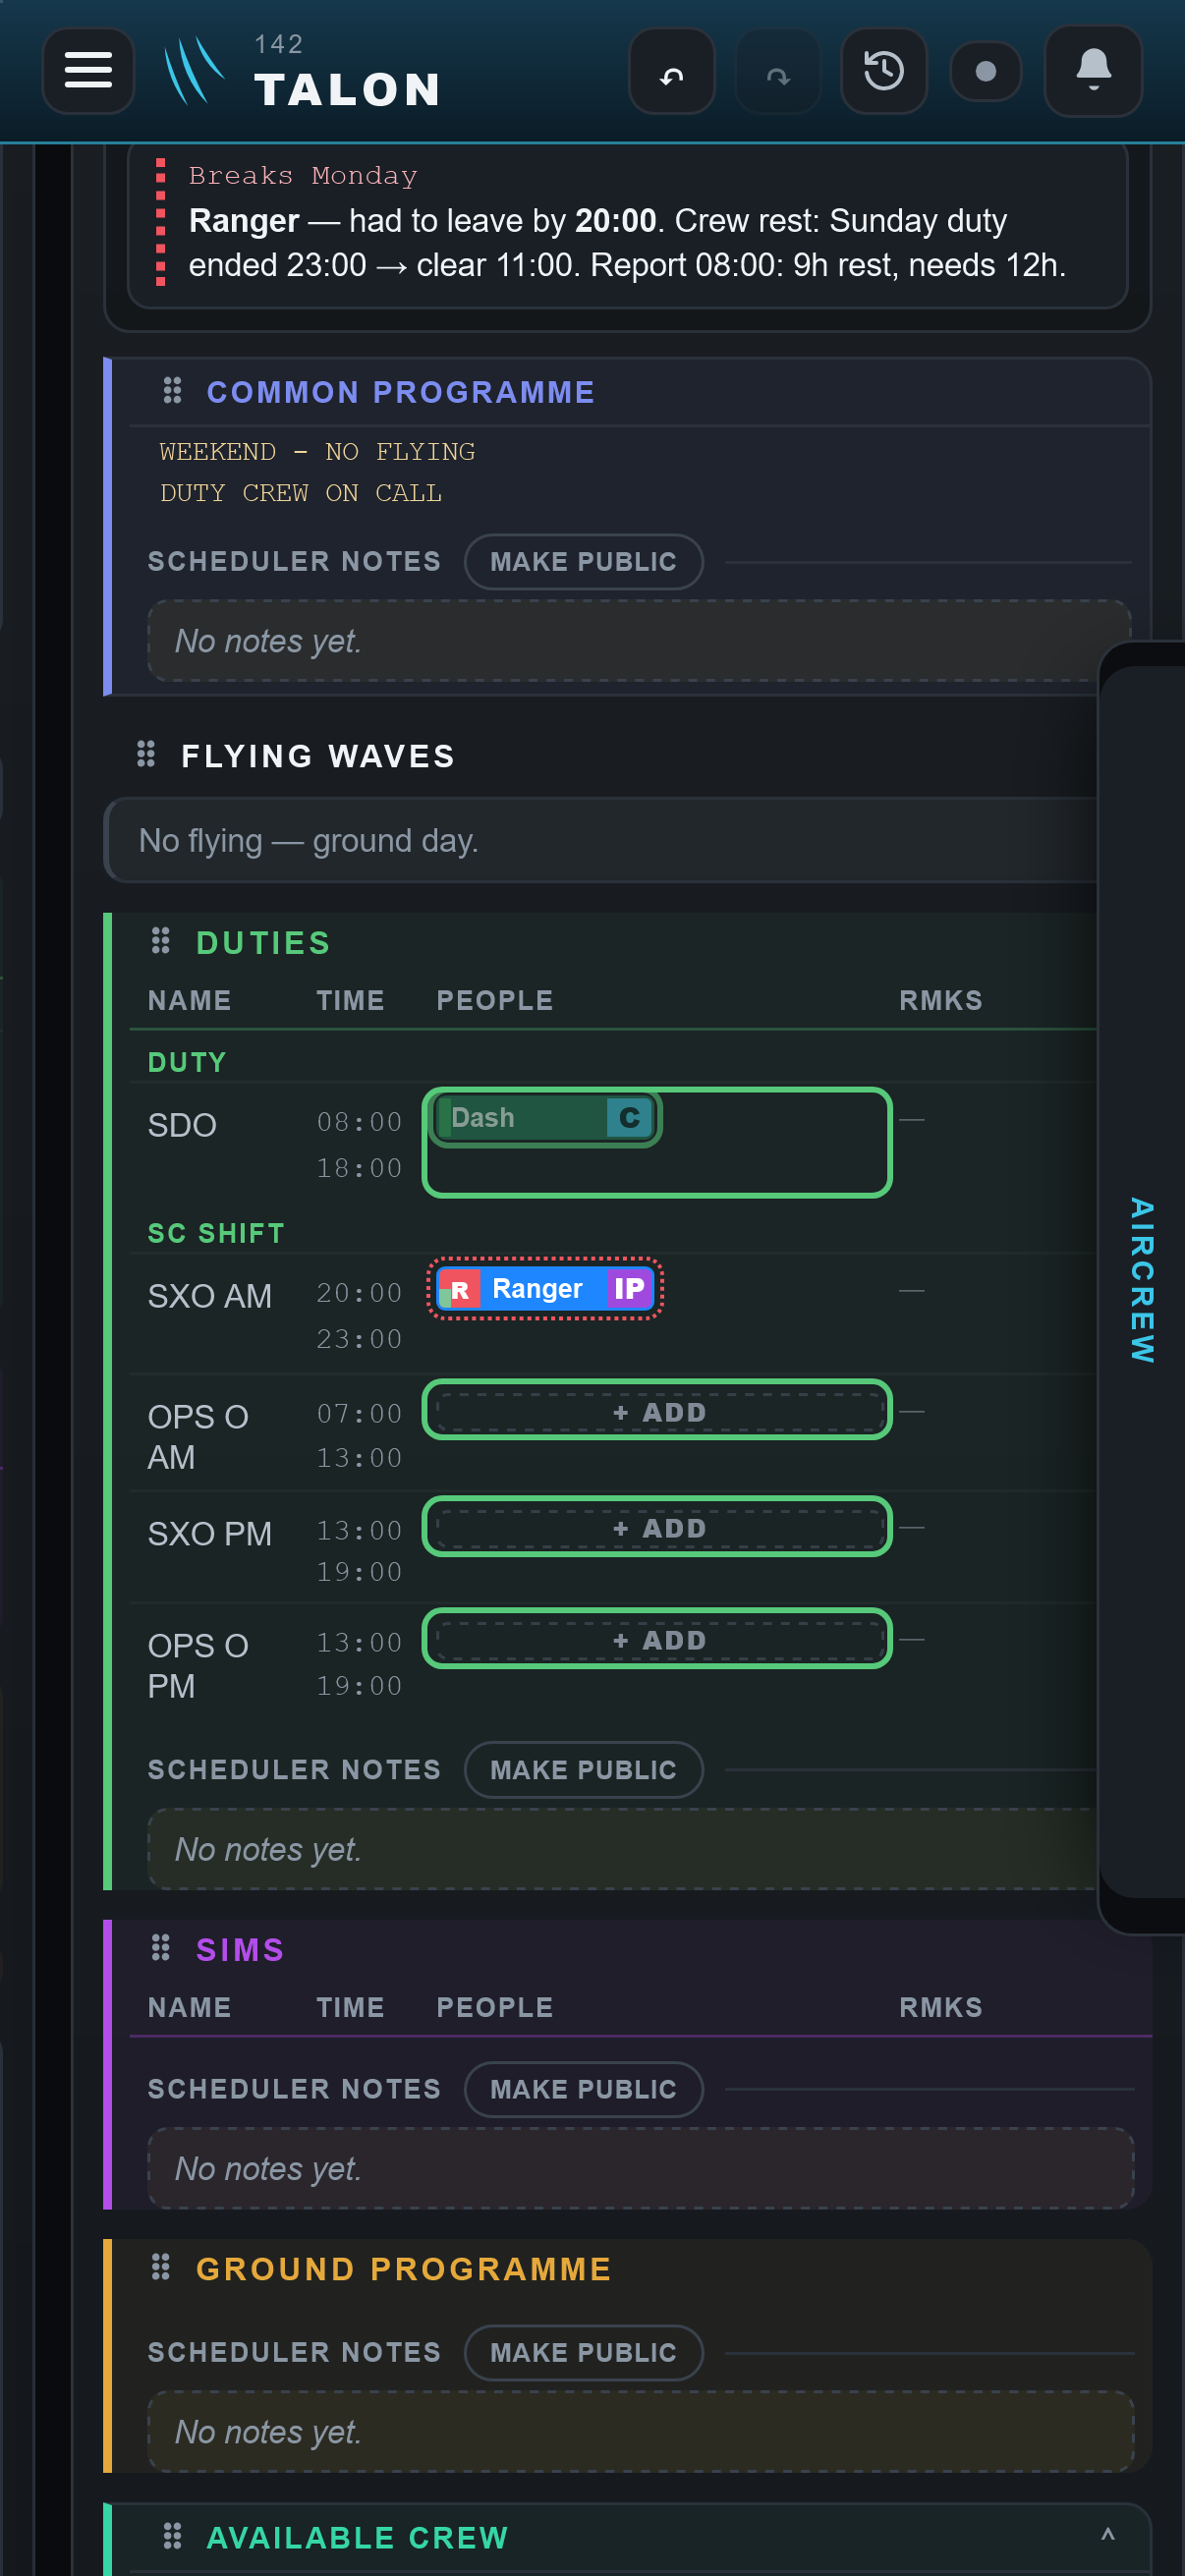 142
TALON
Breaks Monday
Ranger — had to leave by 20:00. Crew rest: Sunday duty
ended 23:00 → clear 11:00. Report 08:00: 9h rest, needs 12h.
COMMON PROGRAMME
WEEKEND – NO FLYING
DUTY CREW ON CALL
SCHEDULER NOTES MAKE PUBLIC
No notes yet.
FLYING WAVES
No flying — ground day.
DUTIES
NAME TIME PEOPLE RMKS
DUTY
SDO 08:00 Dash C —
18:00
SC SHIFT
SXO AM 20:00 R Ranger IP —
23:00
OPS O 07:00 + ADD —
AM 13:00
SXO PM 13:00 + ADD —
19:00
OPS O 13:00 + ADD —
PM 19:00
AIRCREW
SCHEDULER NOTES MAKE PUBLIC
No notes yet.
SIMS
NAME TIME PEOPLE RMKS
SCHEDULER NOTES MAKE PUBLIC
No notes yet.
GROUND PROGRAMME
SCHEDULER NOTES MAKE PUBLIC
No notes yet.
AVAILABLE CREW